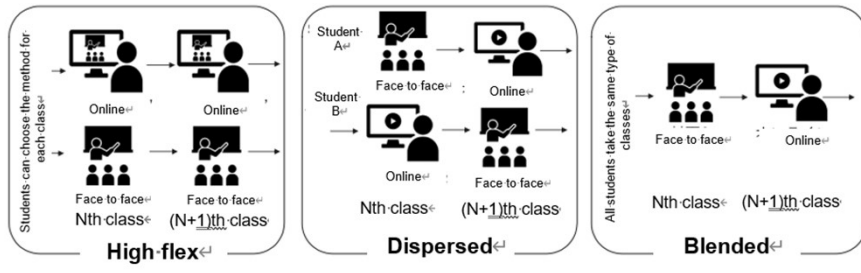 Students can choose the method for
each class
Online
Online
Face to face
Face to face
Nth class
(N+1)th class
High-flex
Student
A
Face to face
Online
Student
B
Online
Face to face
Nth class
(N+1)th class
Dispersed
All students take the same type of
classes
Face to face
Online
Nth class
(N+1)th class
Blended